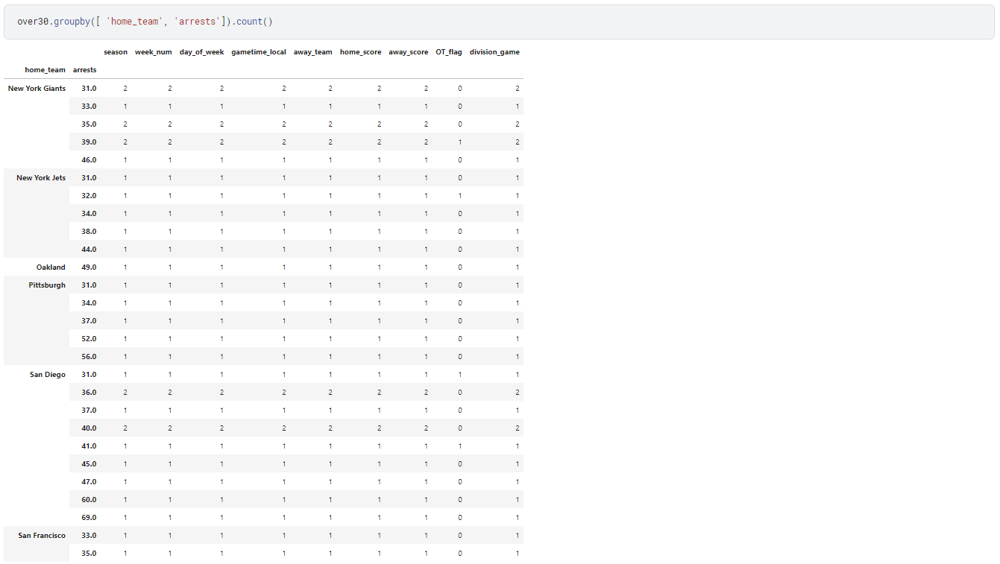 over30.groupby([ 'home_team', 'arrests']).count()
season week_num day_of_week gametime_local away_team home_score away_score OT_flag division_game
home_team arrests
New York Giants 31.0 2 2 2 2 2 2 2 0 2
33.0 1 1 1 1 1 1 1 0 1
35.0 2 2 2 2 2 2 2 0 2
39.0 2 2 2 2 2 2 2 1 2
46.0 1 1 1 1 1 1 1 0 1
New York Jets 31.0 1 1 1 1 1 1 1 0 1
32.0 1 1 1 1 1 1 1 1 1
34.0 1 1 1 1 1 1 1 0 1
38.0 1 1 1 1 1 1 1 0 1
44.0 1 1 1 1 1 1 1 0 1
Oakland 49.0 1 1 1 1 1 1 1 0 1
Pittsburgh 31.0 1 1 1 1 1 1 1 0 1
34.0 1 1 1 1 1 1 1 0 1
37.0 1 1 1 1 1 1 1 0 1
52.0 1 1 1 1 1 1 1 0 1
56.0 1 1 1 1 1 1 1 0 1
San Diego 31.0 1 1 1 1 1 1 1 1 1
36.0 2 2 2 2 2 2 2 0 2
37.0 1 1 1 1 1 1 1 0 1
40.0 2 2 2 2 2 2 2 0 2
41.0 1 1 1 1 1 1 1 1 1
45.0 1 1 1 1 1 1 1 0 1
47.0 1 1 1 1 1 1 1 0 1
60.0 1 1 1 1 1 1 1 0 1
69.0 1 1 1 1 1 1 1 0 1
San Francisco 33.0 1 1 1 1 1 1 1 0 1
35.0 1 1 1 1 1 1 1 0 1